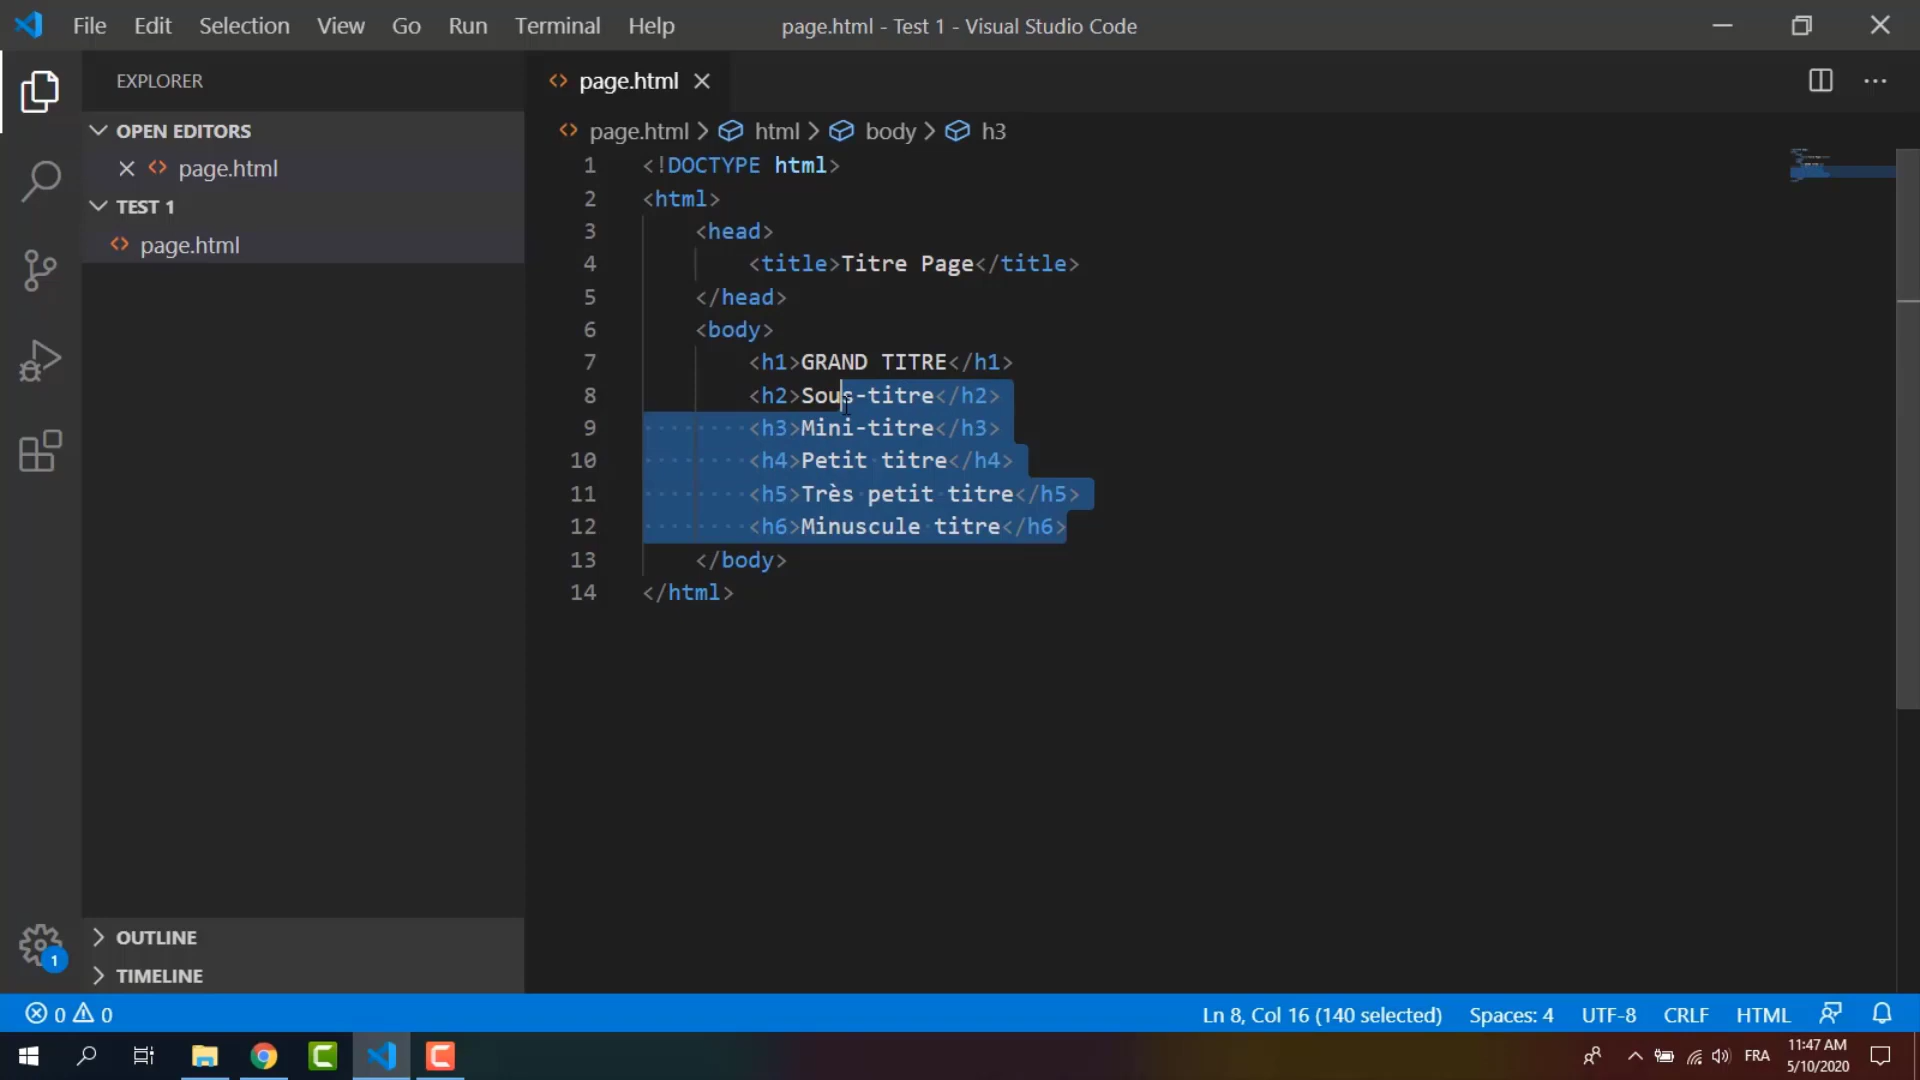 File Edit Selection View Go Run Terminal Help page.html - Test 1 - Visual Studio Code
EXPLORER
OPEN EDITORS
page.html
TEST 1
page.html
OUTLINE
TIMELINE
page.html
page.html > html > body > h3
1 <!DOCTYPE html>
2 <html>
3 <head>
4 <title>Titre Page</title>
5 </head>
6 <body>
7 <h1>GRAND TITRE</h1>
8 <h2>Sous-titre</h2>
9 <h3>Mini-titre</h3>
10 <h4>Petit titre</h4>
11 <h5>Très petit titre</h5>
12 <h6>Minuscule titre</h6>
13 </body>
14 </html>
1
0 0 Ln 8, Col 16 (140 selected) Spaces: 4 UTF-8 CRLF HTML
FRA 11:47 AM
5/10/2020